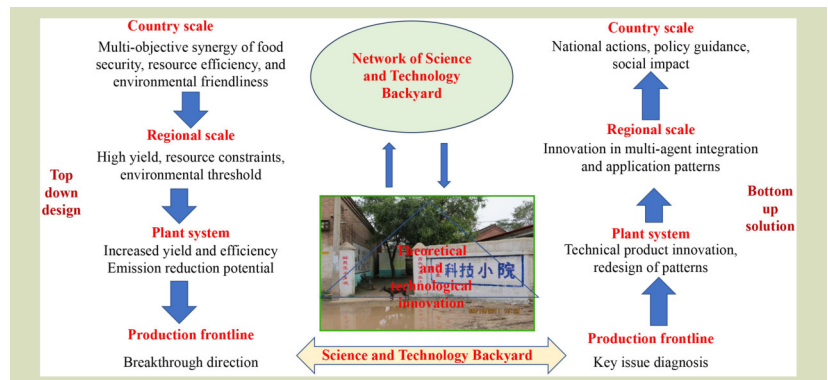 Country scale
Multi-objective synergy of food
security, resource efficiency, and
environmental friendliness
Regional scale
High yield, resource constraints,
environmental threshold
Top
down
design
Plant system
Increased yield and efficiency
Emission reduction potential
Production frontline
Breakthrough direction
Network of Science
and Technology
Backyard
Theoretical
and
technological
innovation
科技小院
Science and Technology Backyard
Country scale
National actions, policy guidance,
social impact
Regional scale
Innovation in multi-agent integration
and application patterns
Bottom
up
solution
Plant system
Technical product innovation,
redesign of patterns
Production frontline
Key issue diagnosis